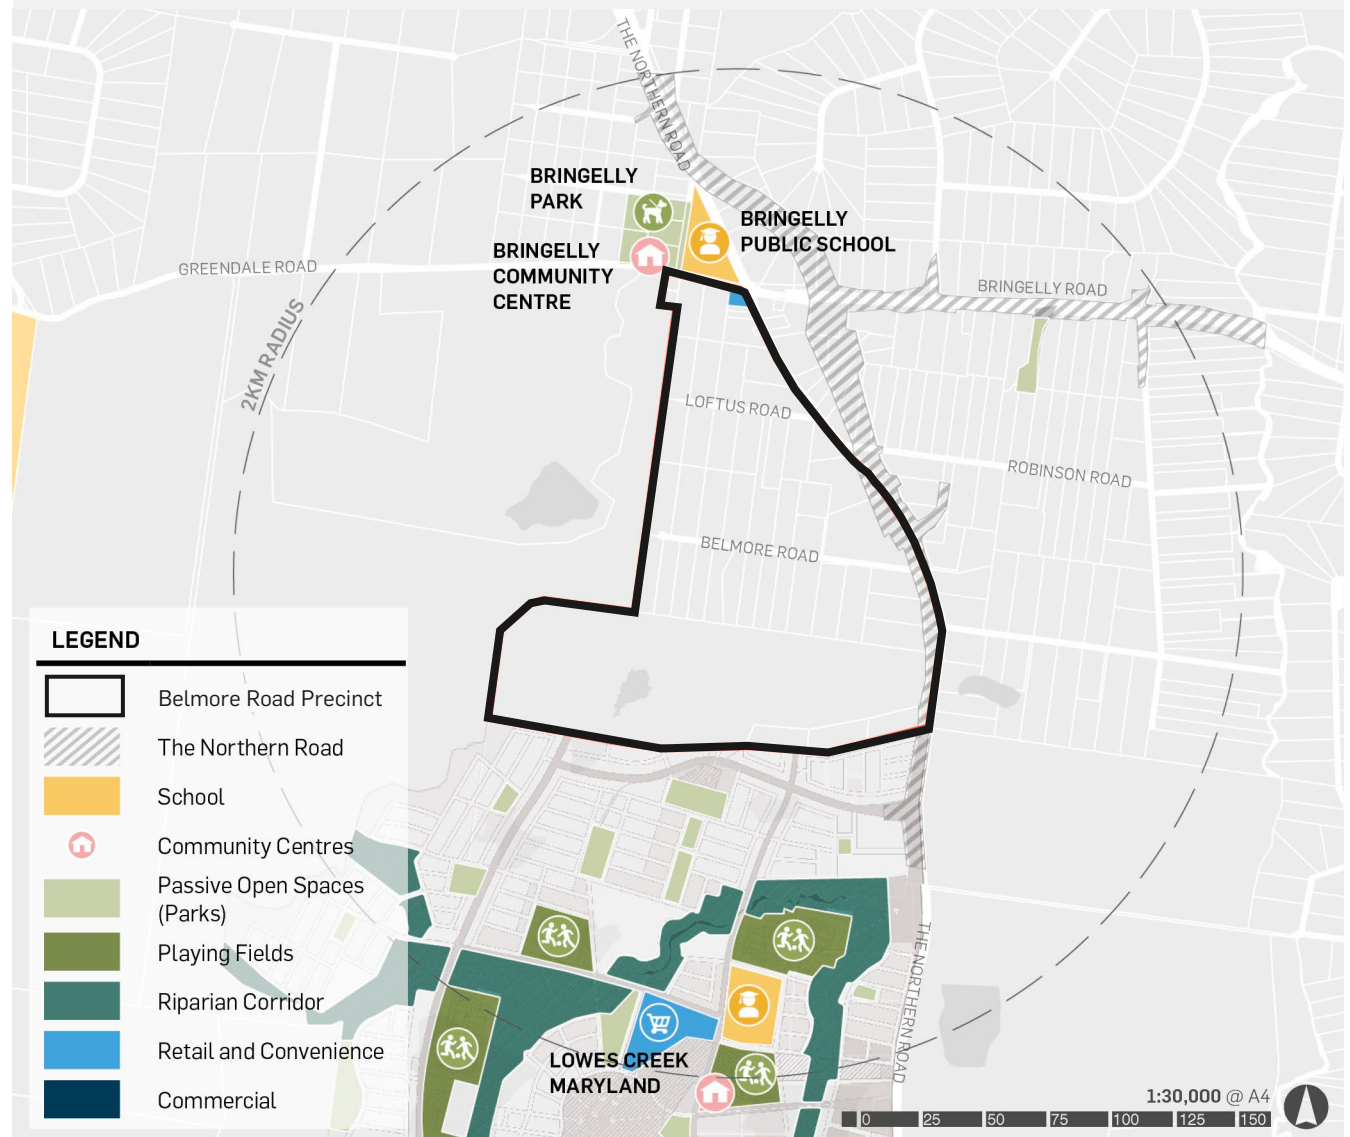 THE NORTHERN ROAD
BRINGELLY
PARK
BRINGELLY
PUBLIC SCHOOL
BRINGELLY
COMMUNITY
CENTRE
GREENDALE ROAD
BRINGELLY ROAD
2KM RADIUS
LOFTUS ROAD
ROBINSON ROAD
BELMORE ROAD
LEGEND
Belmore Road Precinct
The Northern Road
School
Community Centres
Passive Open Spaces
(Parks)
Playing Fields
Riparian Corridor
Retail and Convenience
Commercial
THE NORTHERN ROAD
LOWES CREEK
MARYLAND
1:30,000 @ A4
0 25 50 75 100 125 150